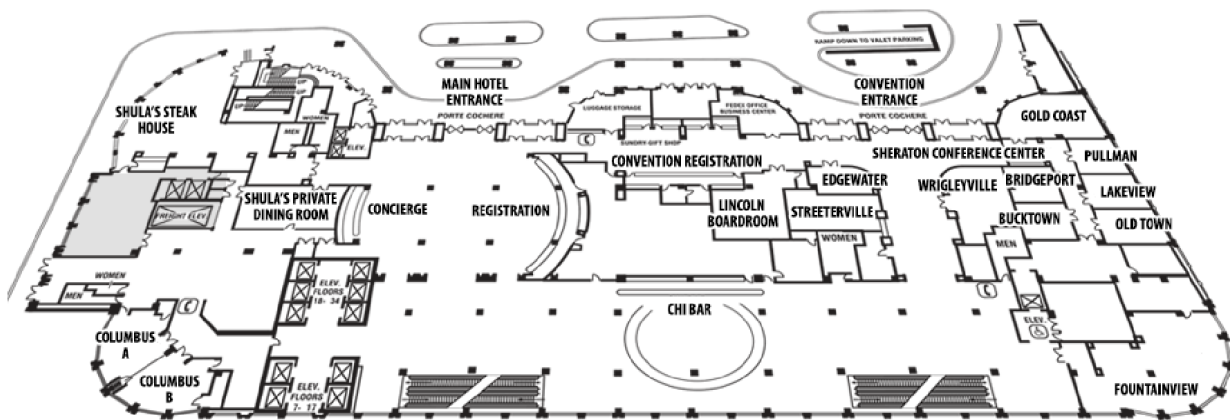 RAMP DOWN TO VALET PARKING
MAIN HOTEL
ENTRANCE
CONVENTION
ENTRANCE
PORTE COCHERE
PORTE COCHERE
SHULA'S STEAK
HOUSE
UP
UP
UP
WOMEN
MEN
ELEV.
LUGGAGE STORAGE
FEDEX OFFICE
BUSINESS CENTER
SUNDRY GIFT SHOP
GOLD COAST
CONVENTION REGISTRATION
SHERATON CONFERENCE CENTER
PULLMAN
EDGEWATER
WRIGLEYVILLE
BRIDGEPORT
LAKEVIEW
SHULA'S PRIVATE
DINING ROOM
CONCIERGE
REGISTRATION
LINCOLN
BOARDROOM
STREETERVILLE
BUCKTOWN
OLD TOWN
FREIGHT ELEV.
WOMEN
MEN
WOMEN
MEN
ELEV.
FLOORS
18- 34
CHI BAR
ELEV.
COLUMBUS
A
COLUMBUS
B
ELEV.
FLOORS
7- 17
FOUNTAINVIEW